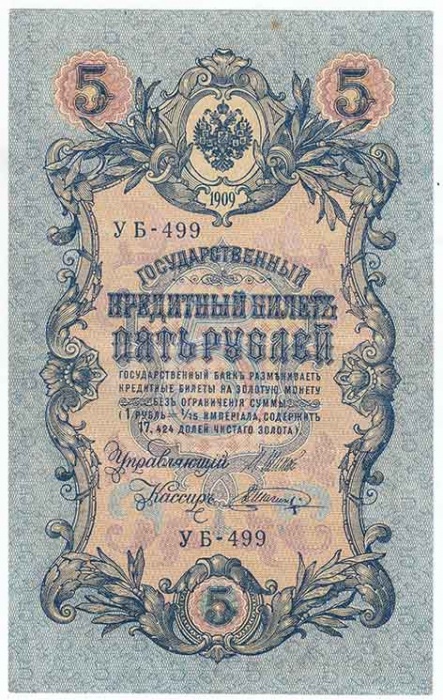 5 5
1909
УБ-499
ГОСУДАРСТВЕННЫЙ
КРЕДИТНЫЙ БИЛЕТЪ
ПЯТЬ РУБЛЕЙ
ГОСУДАРСТВЕННЫЙ БАНКЪ РАЗМѢНИВАЕТЪ
КРЕДИТНЫЕ БИЛЕТЫ НА ЗОЛОТУЮ МОНЕТУ
БЕЗЪ ОГРАНИЧЕНІЯ СУММЫ
(1 РУБЛЬ = 1/15 ИМПЕРІАЛА, СОДЕРЖИТЪ
17,424 ДОЛЕЙ ЧИСТАГО ЗОЛОТА).
Управляющій
Кассиръ
УБ-499
5